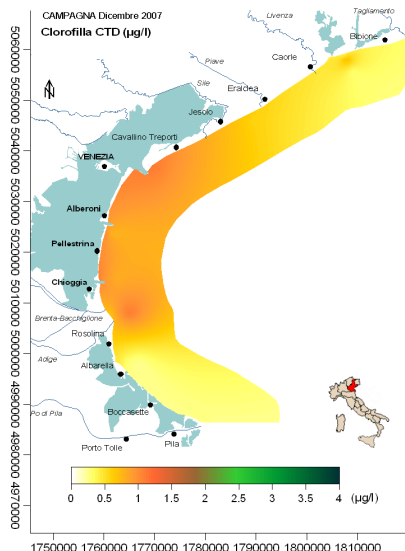 CAMPAGNA Dicembre 2007
Clorofilla CTD (µg/l)
Livenza
Tagliamento
Bibione
Caorle
Piave
Eraclea
Sile
Jesolo
Cavallino Treporti
VENEZIA
Alberoni
Pellestrina
Chioggia
Brenta-Bacchiglione
Rosolina
Adige
Albarella
Boccasette
Po di Pila
Pila
Porto Tolle
N
0 0.5 1 1.5 2 2.5 3 3.5 4 (µg/l)
5060000
5050000
5040000
5030000
5020000
5010000
5000000
4990000
4980000
4970000
1750000 1760000 1770000 1780000 1790000 1800000 1810000